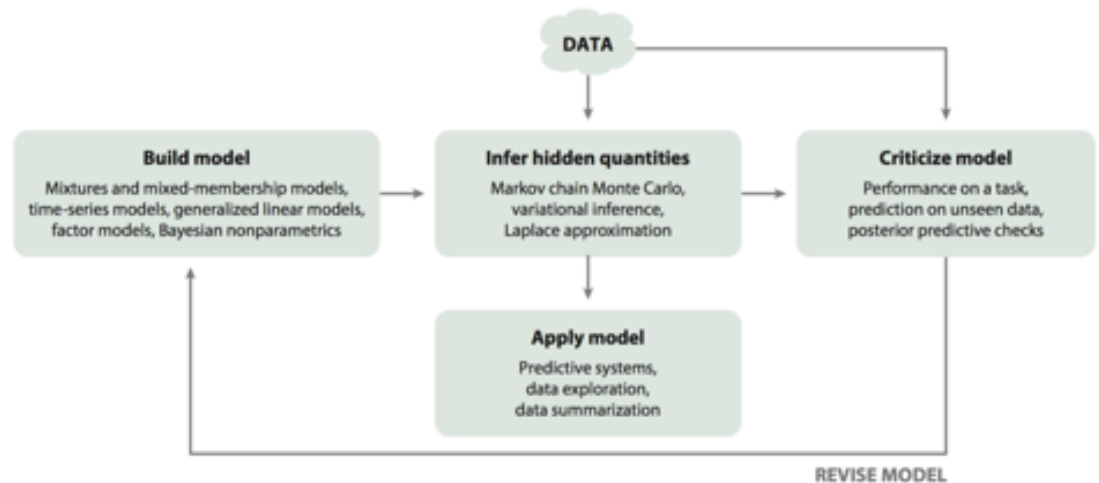 DATA
Build model
Mixtures and mixed-membership models,
time-series models, generalized linear models,
factor models, Bayesian nonparametrics
Infer hidden quantities
Markov chain Monte Carlo,
variational inference,
Laplace approximation
Criticize model
Performance on a task,
prediction on unseen data,
posterior predictive checks
Apply model
Predictive systems,
data exploration,
data summarization
REVISE MODEL